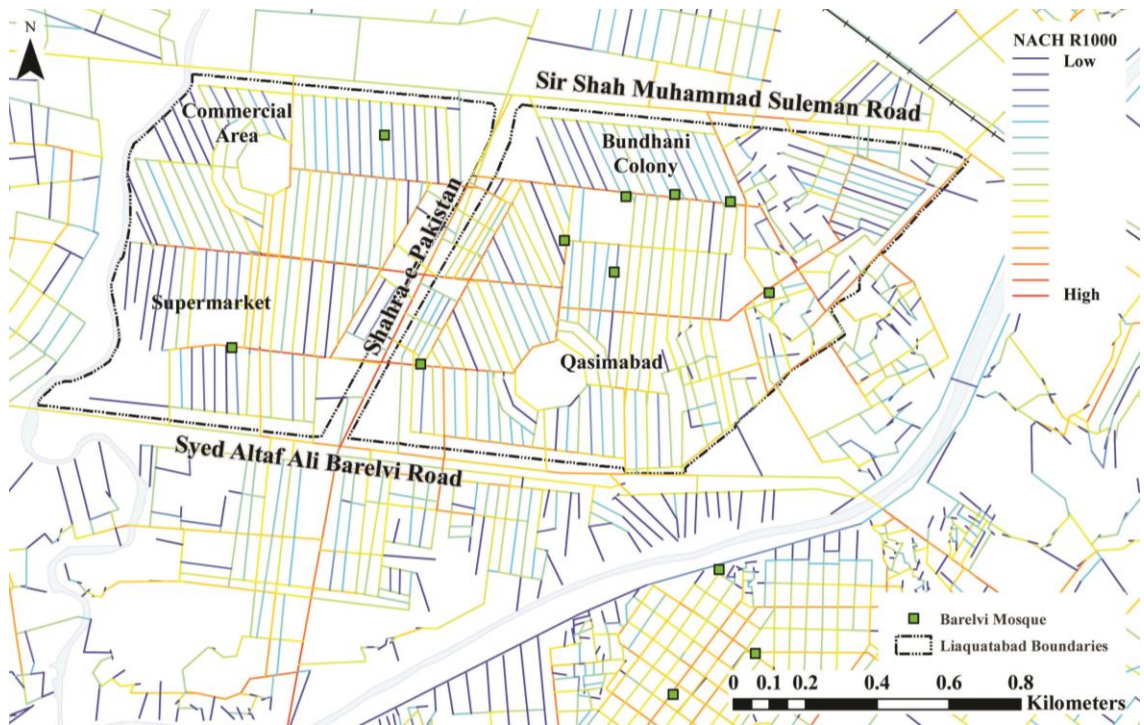 N
NACH R1000
Low
High
Sir Shah Muhammad Suleman Road
Commercial
Area
Bundhani
Colony
Shahra-e-Pakistan
Supermarket
Qasimabad
Syed Altaf Ali Barelvi Road
Barelvi Mosque
Liaquatabad Boundaries
0 0.1 0.2 0.4 0.6 0.8
Kilometers